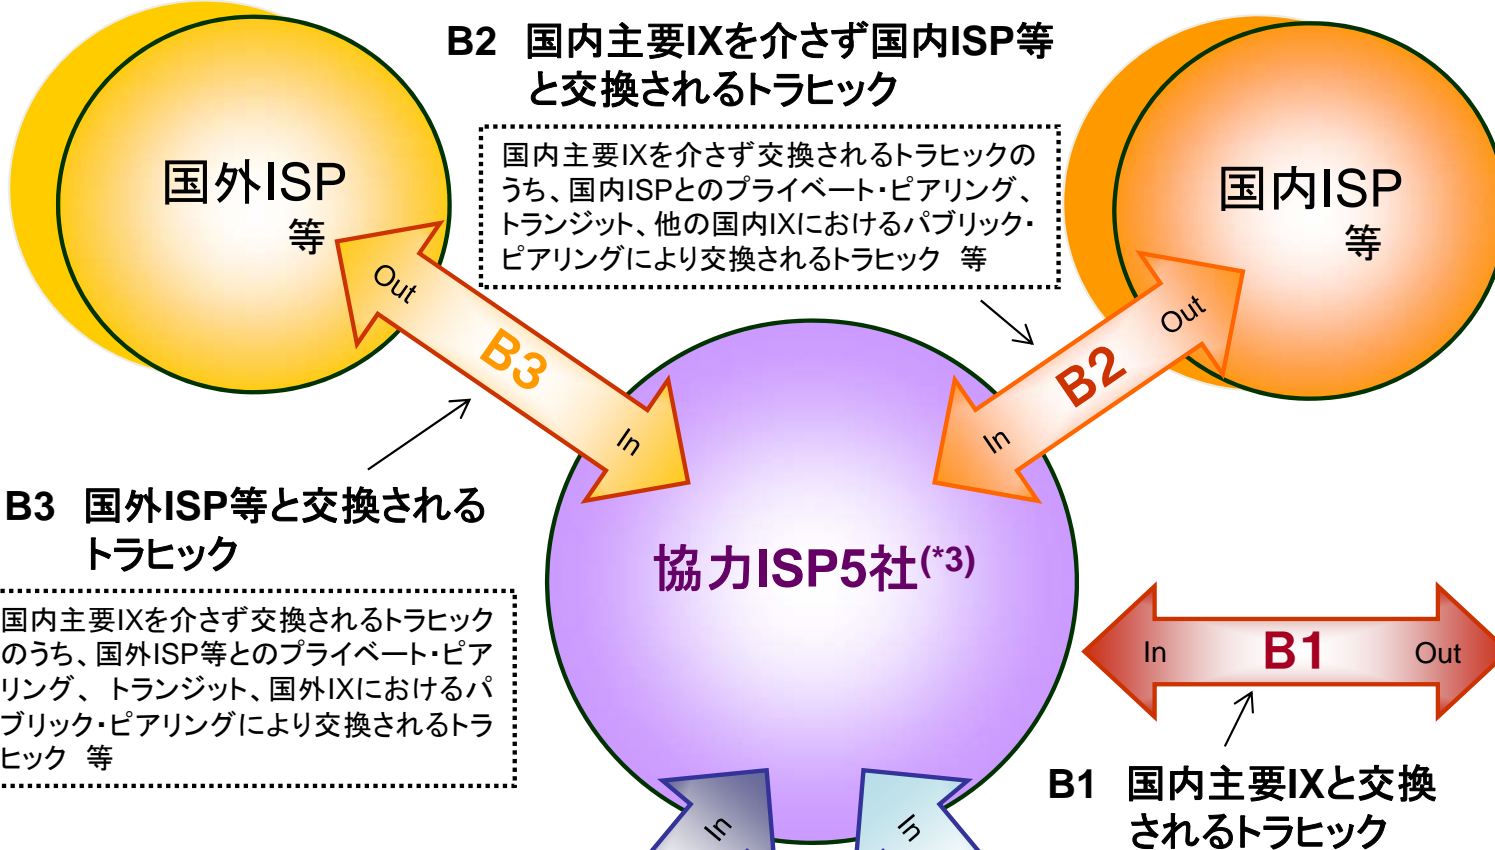 B2 国内主要IXを介さず国内ISP等
と交換されるトラヒック
国内主要IXを介さず交換されるトラヒックの
うち、国内ISPとのプライベート・ピアリング、
トランジット、他の国内IXにおけるパブリック・
ピアリングにより交換されるトラヒック 等
国外ISP
等
国内ISP
等
Out
B3
In
Out
B2
In
B3 国外ISP等と交換される
トラヒック
国内主要IXを介さず交換されるトラヒック
のうち、国外ISP等とのプライベート・ピア
リング、 トランジット、国外IXにおけるパ
ブリック・ピアリングにより交換されるトラ
ヒック 等
協力ISP5社(*3)
In
B1
Out
B1 国内主要IXと交換
されるトラヒック
In
In